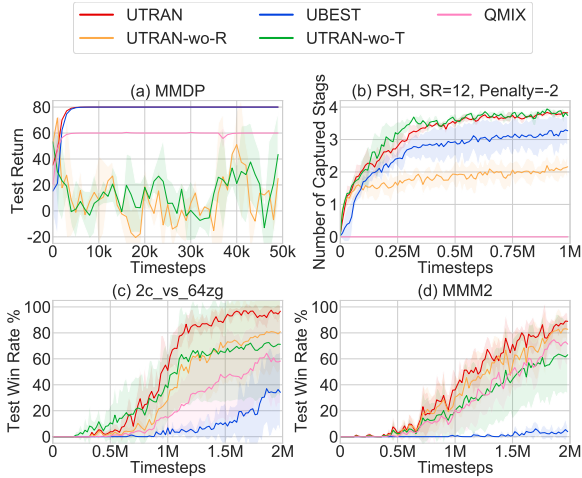 UTRAN UBEST QMIX
UTRAN-wo-R UTRAN-wo-T
(a) MMDP
Test Return
80
60
40
20
0
-20
0 10k 20k 30k 40k 50k
Timesteps
(b) PSH, SR=12, Penalty=-2
Number of Captured Stags
4
3
2
1
0
0 0.25M 0.5M 0.75M 1M
Timesteps
(c) 2c_vs_64zg
Test Win Rate %
100
80
60
40
20
0
0 0.5M 1.0M 1.5M 2M
Timesteps
(d) MMM2
Test Win Rate %
100
80
60
40
20
0
0 0.5M 1M 1.5M 2M
Timesteps